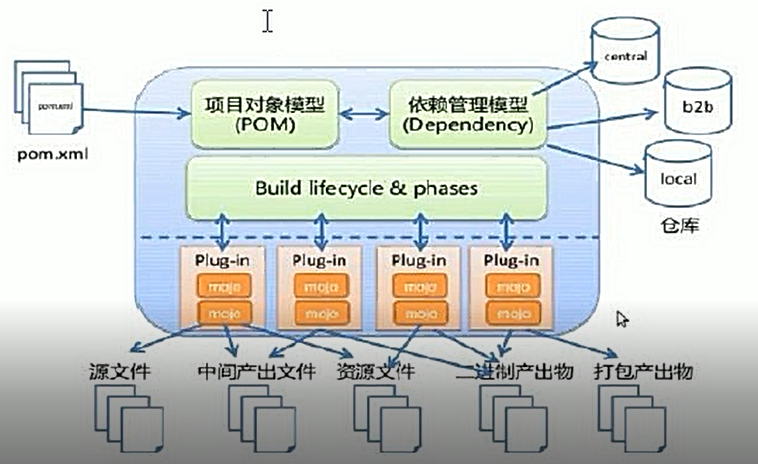 central
pom.xml
项目对象模型
(POM)
依赖管理模型
(Dependency)
b2b
pom.xml
local
Build lifecycle & phases
仓库
Plug-in
Plug-in
Plug-in
Plug-in
mojo
mojo
mojo
mojo
mojo
mojo
mojo
mojo
源文件
中间产出文件
资源文件
二进制产出物
打包产出物